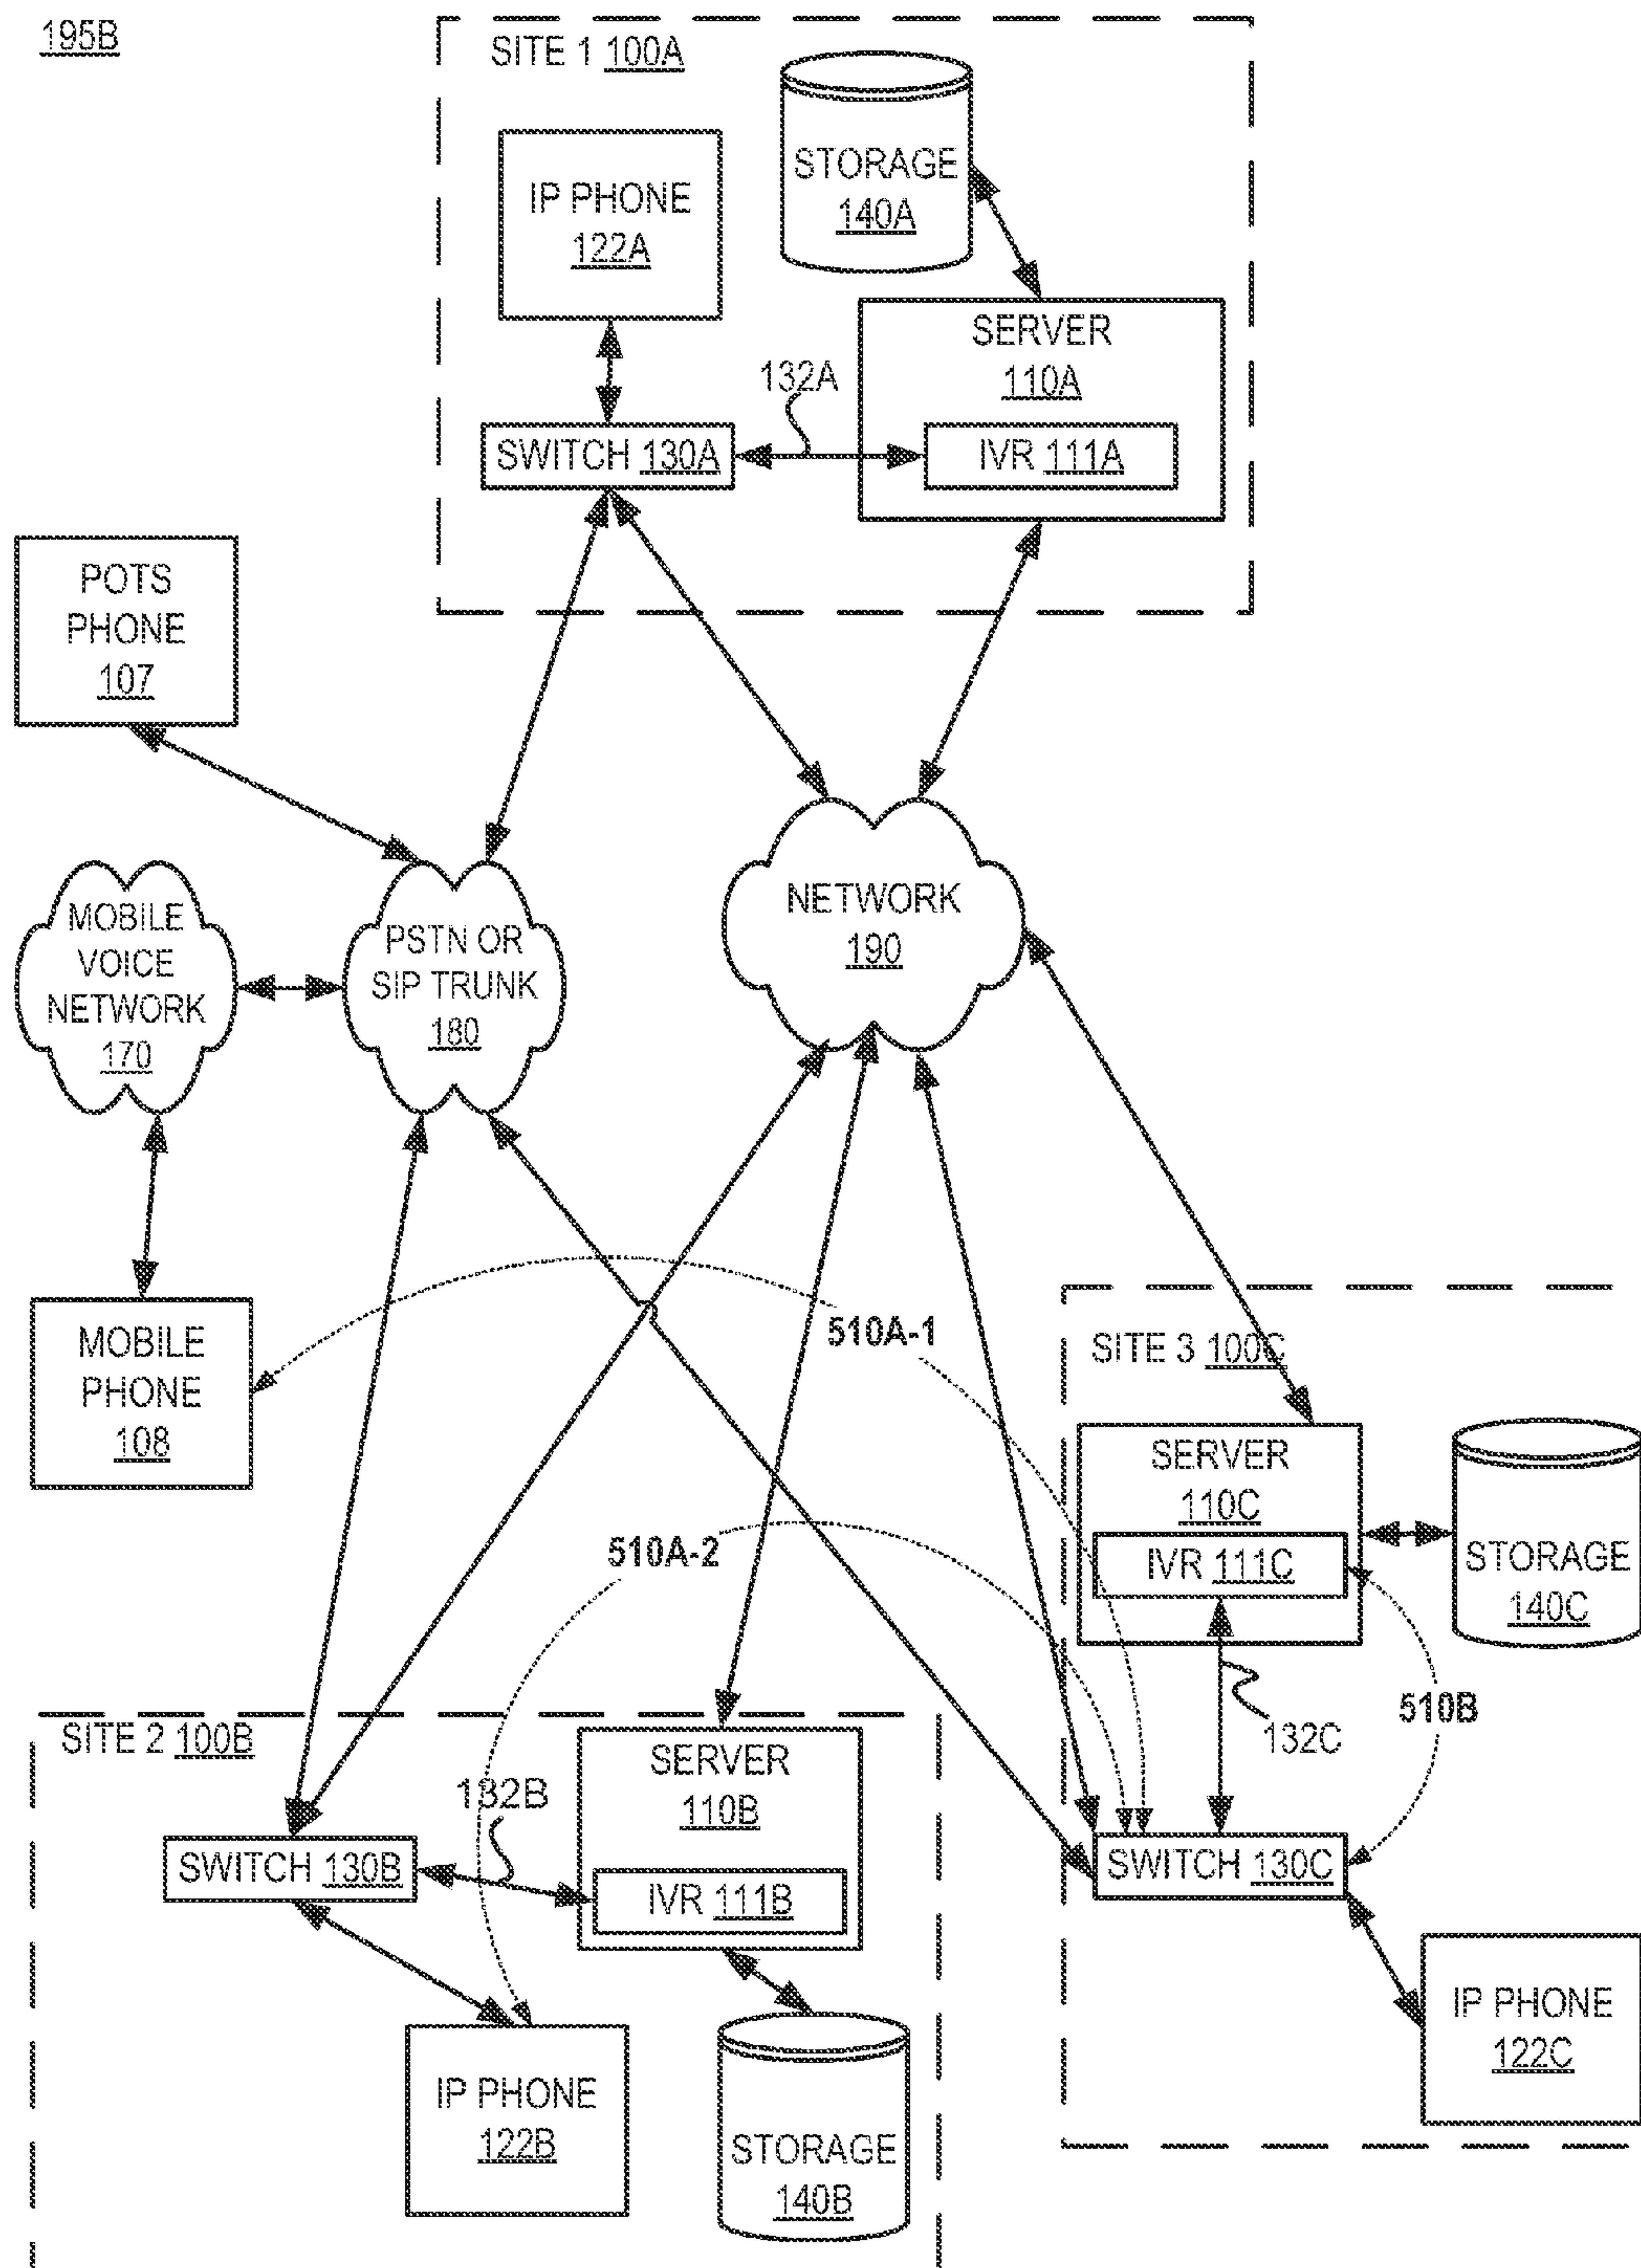 195B
SITE 1 100A
STORAGE
140A
IP PHONE
122A
SERVER
110A
132A
SWITCH 130A
IVR 111A
POTS
PHONE
107
MOBILE
VOICE
NETWORK
170
PSTN OR
SIP TRUNK
180
NETWORK
190
MOBILE
PHONE
108
510A-1
SITE 3 100C
SERVER
110C
IVR 111C
STORAGE
140C
510A-2
510B
132C
SITE 2 100B
SERVER
110B
132B
SWITCH 130B
IVR 111B
SWITCH 130C
IP PHONE
122C
IP PHONE
122B
STORAGE
140B